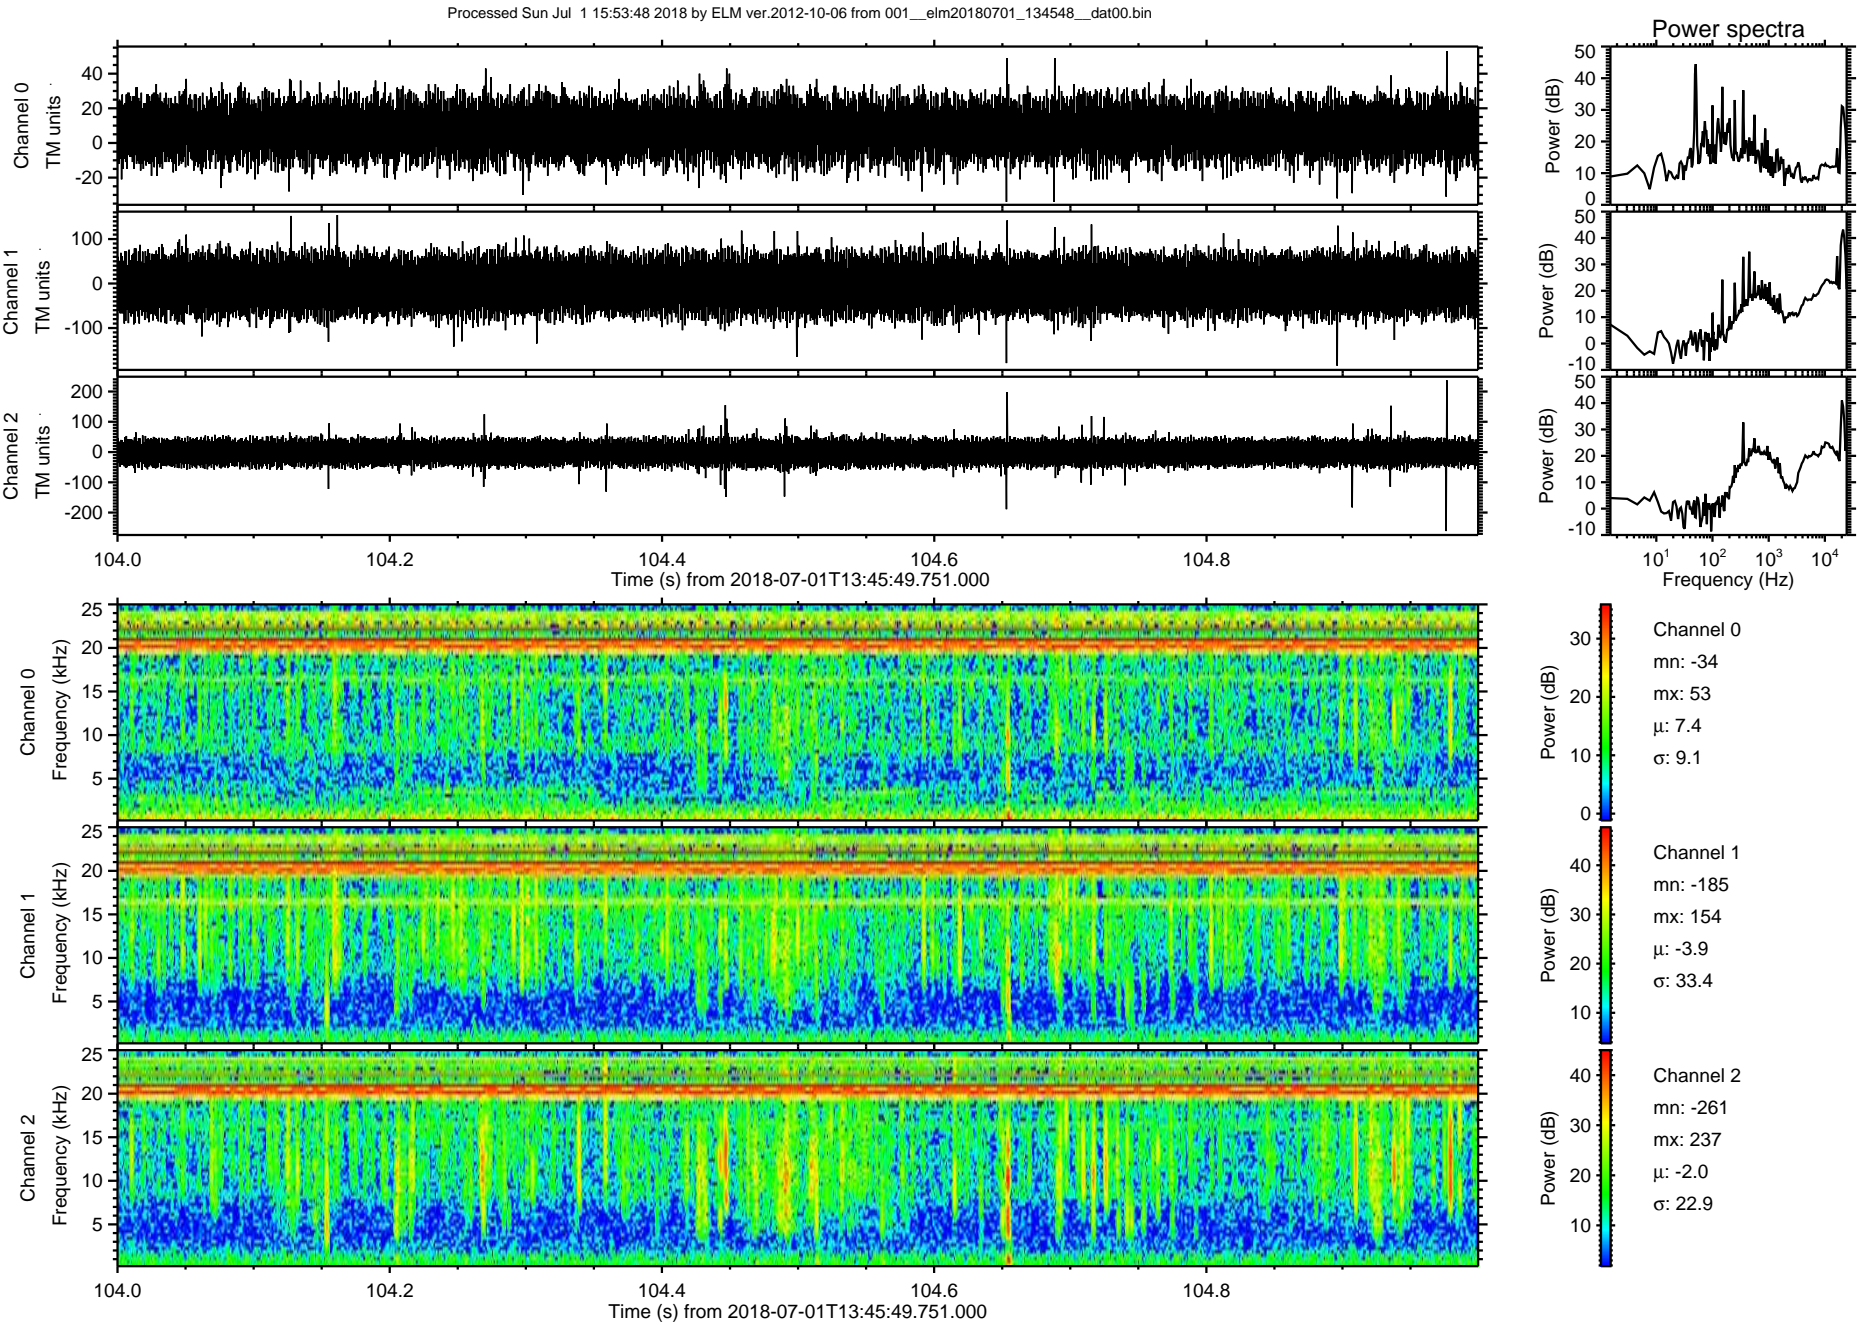 Processed Sun Jul  1 15:53:48 2018 by ELM ver.2012-10-06 from 001__elm20180701_134548__dat00.bin
Power spectra
Channel 0
TM units
40
20
0
-20
Power (dB)
50
40
30
20
10
0
Channel 1
TM units
100
0
-100
Power (dB)
50
40
30
20
10
0
-10
Channel 2
TM units
200
100
0
-100
-200
Power (dB)
50
40
30
20
10
0
-10
104.0 104.2 104.4 104.6 104.8
Time (s) from 2018-07-01T13:45:49.751.000
10^1 10^2 10^3 10^4
Frequency (Hz)
Channel 0
Frequency (kHz)
25
20
15
10
5
Power (dB)
30
20
10
0
Channel 0
mn: -34
mx: 53
μ: 7.4
σ: 9.1
Channel 1
Frequency (kHz)
25
20
15
10
5
Power (dB)
40
30
20
10
Channel 1
mn: -185
mx: 154
μ: -3.9
σ: 33.4
Channel 2
Frequency (kHz)
25
20
15
10
5
Power (dB)
40
30
20
10
Channel 2
mn: -261
mx: 237
μ: -2.0
σ: 22.9
104.0 104.2 104.4 104.6 104.8
Time (s) from 2018-07-01T13:45:49.751.000